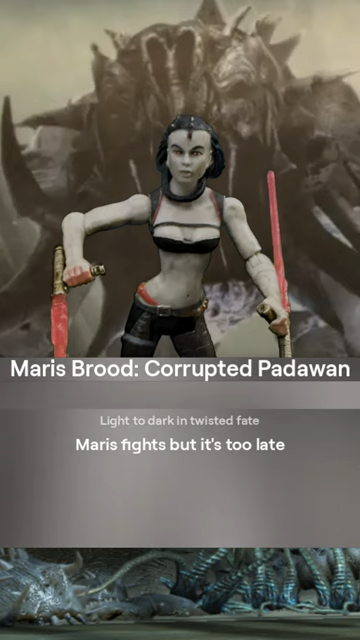 Maris Brood: Corrupted Padawan
Light to dark in twisted fate
Maris fights but it's too late